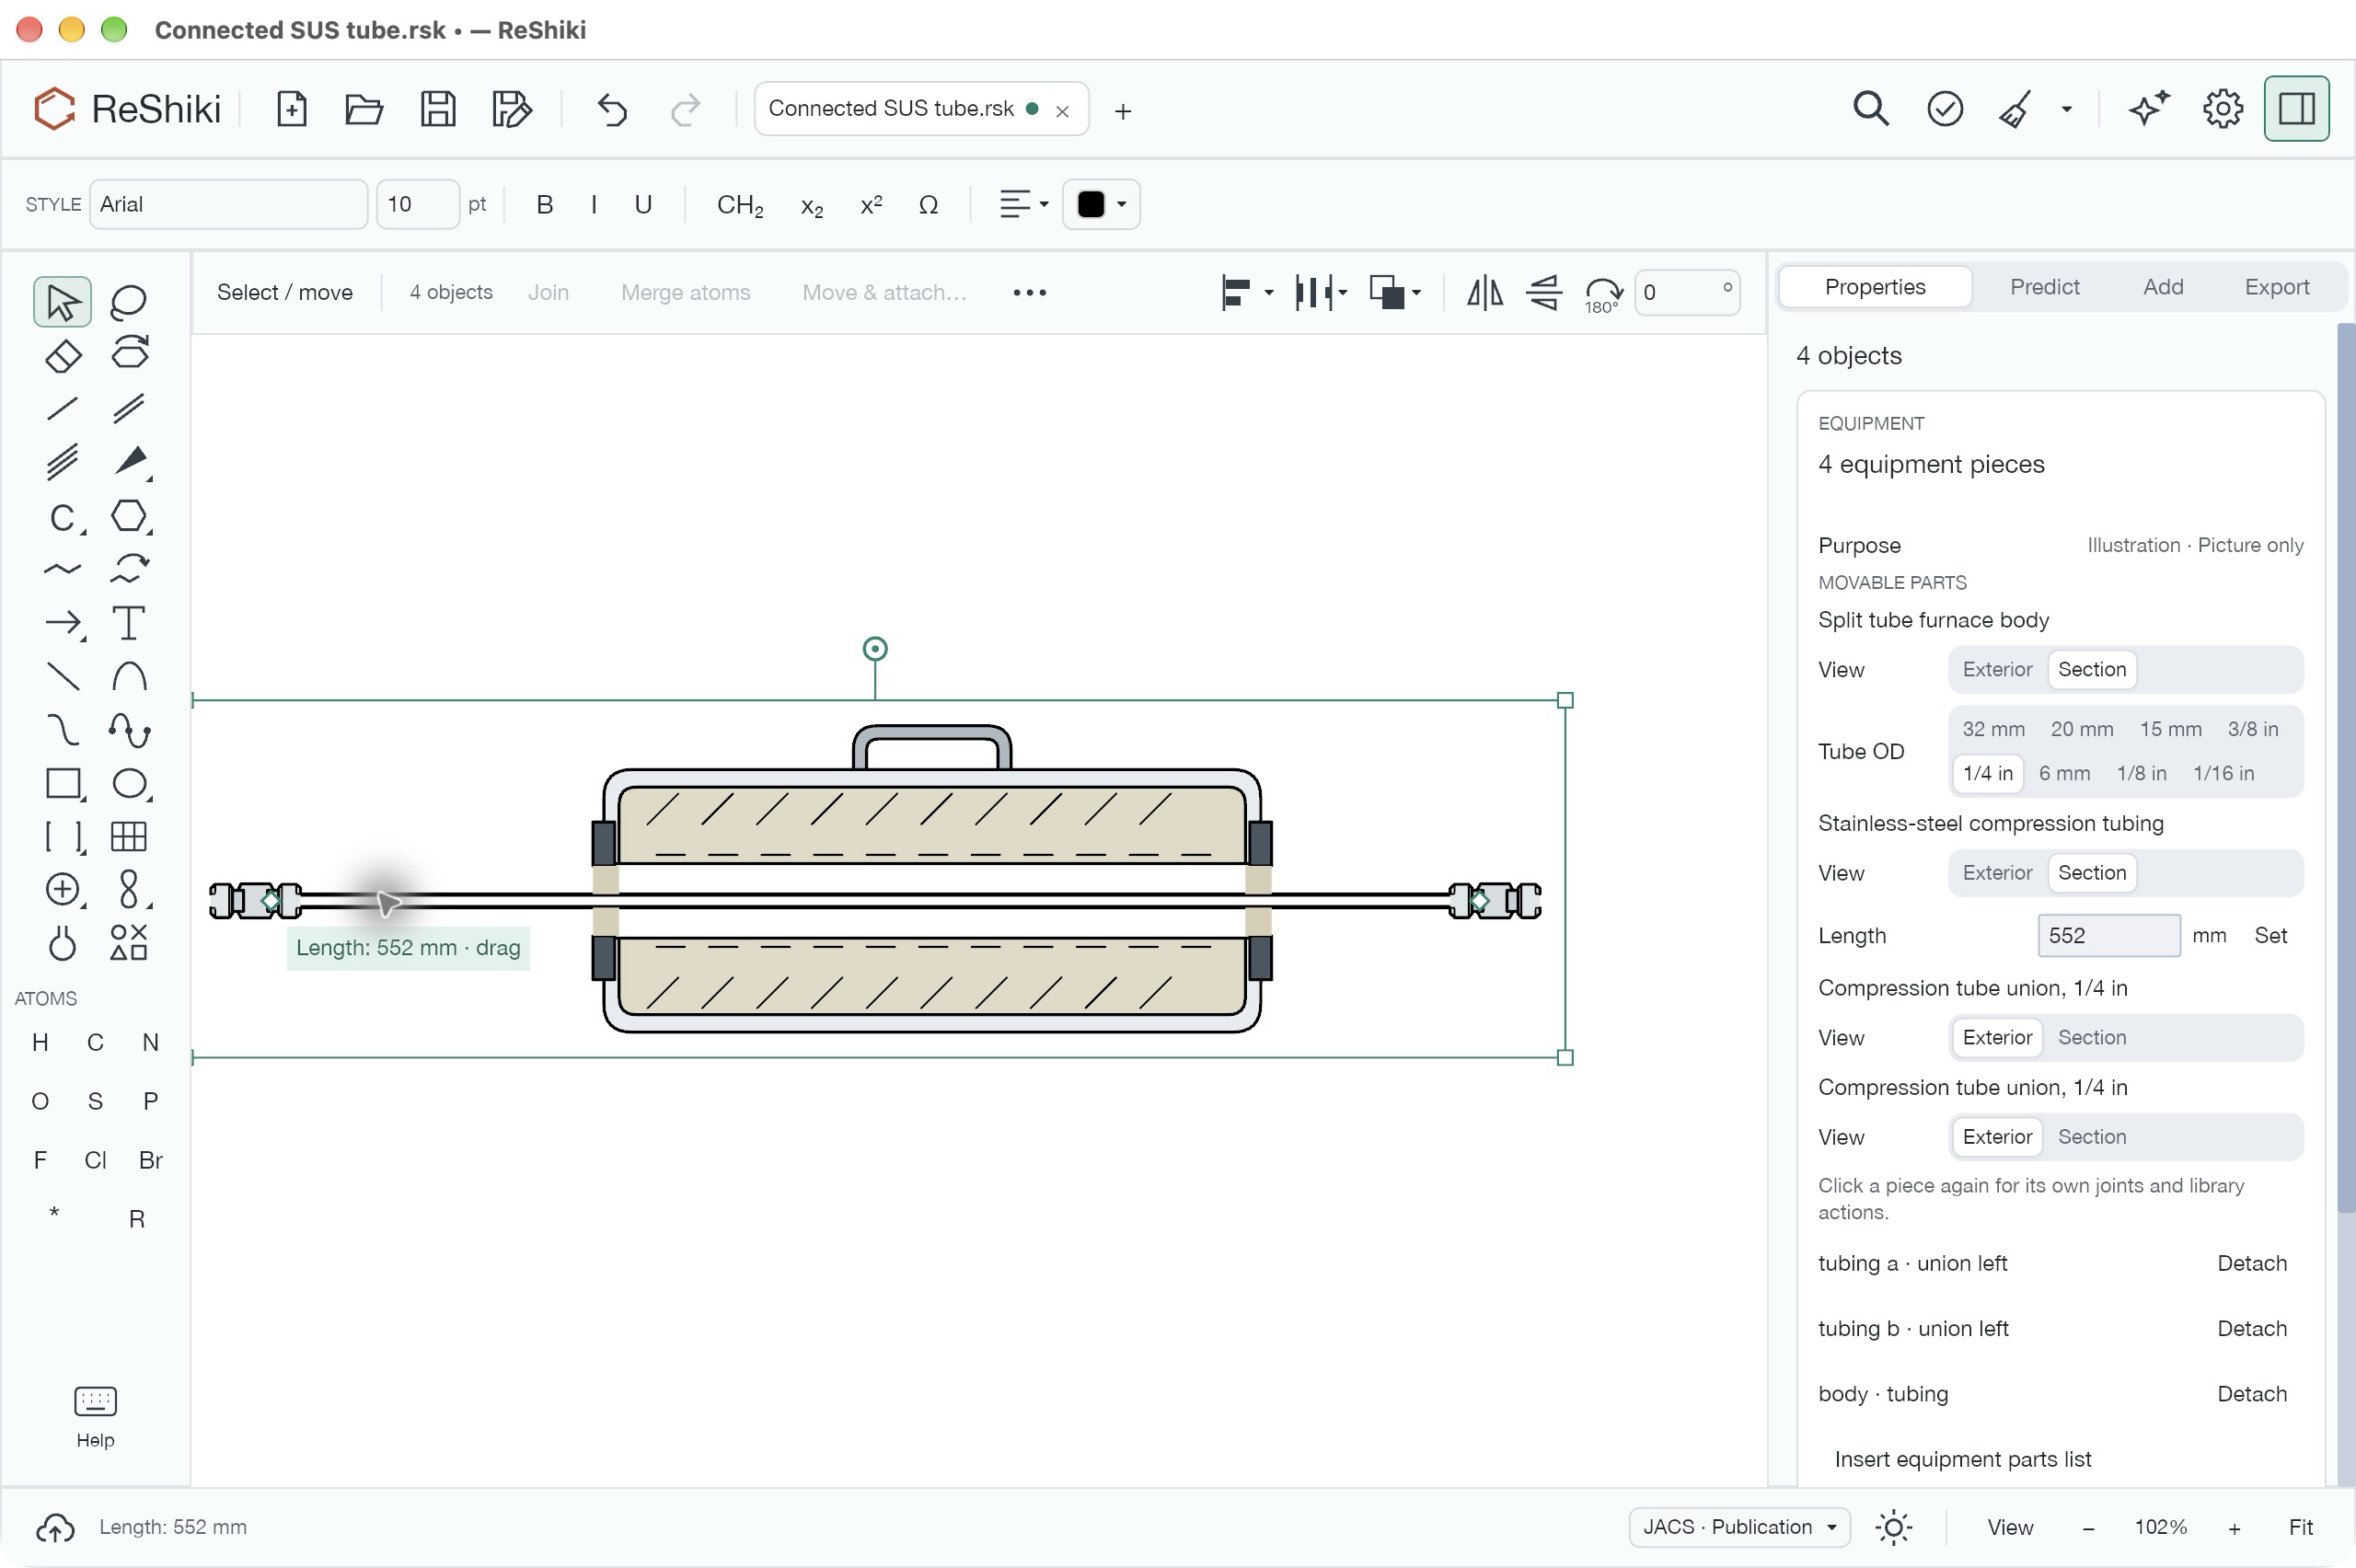 Connected SUS tube.rsk • — ReShiki
ReShiki
Connected SUS tube.rsk
STYLE Arial 10 pt B I U CH₂ x₂ x² Ω
Select / move 4 objects Join Merge atoms Move & attach... 180° 0 °
Properties Predict Add Export
4 objects
EQUIPMENT
4 equipment pieces
Purpose Illustration · Picture only
MOVABLE PARTS
Split tube furnace body
View Exterior Section
Tube OD 32 mm 20 mm 15 mm 3/8 in
1/4 in 6 mm 1/8 in 1/16 in
Stainless-steel compression tubing
View Exterior Section
Length 552 mm Set
Compression tube union, 1/4 in
View Exterior Section
Compression tube union, 1/4 in
View Exterior Section
Click a piece again for its own joints and library
actions.
tubing a · union left Detach
tubing b · union left Detach
body · tubing Detach
Insert equipment parts list
Length: 552 mm · drag
C
T
ATOMS
H C N
O S P
F Cl Br
* R
Help
Length: 552 mm
JACS · Publication View − 102% + Fit